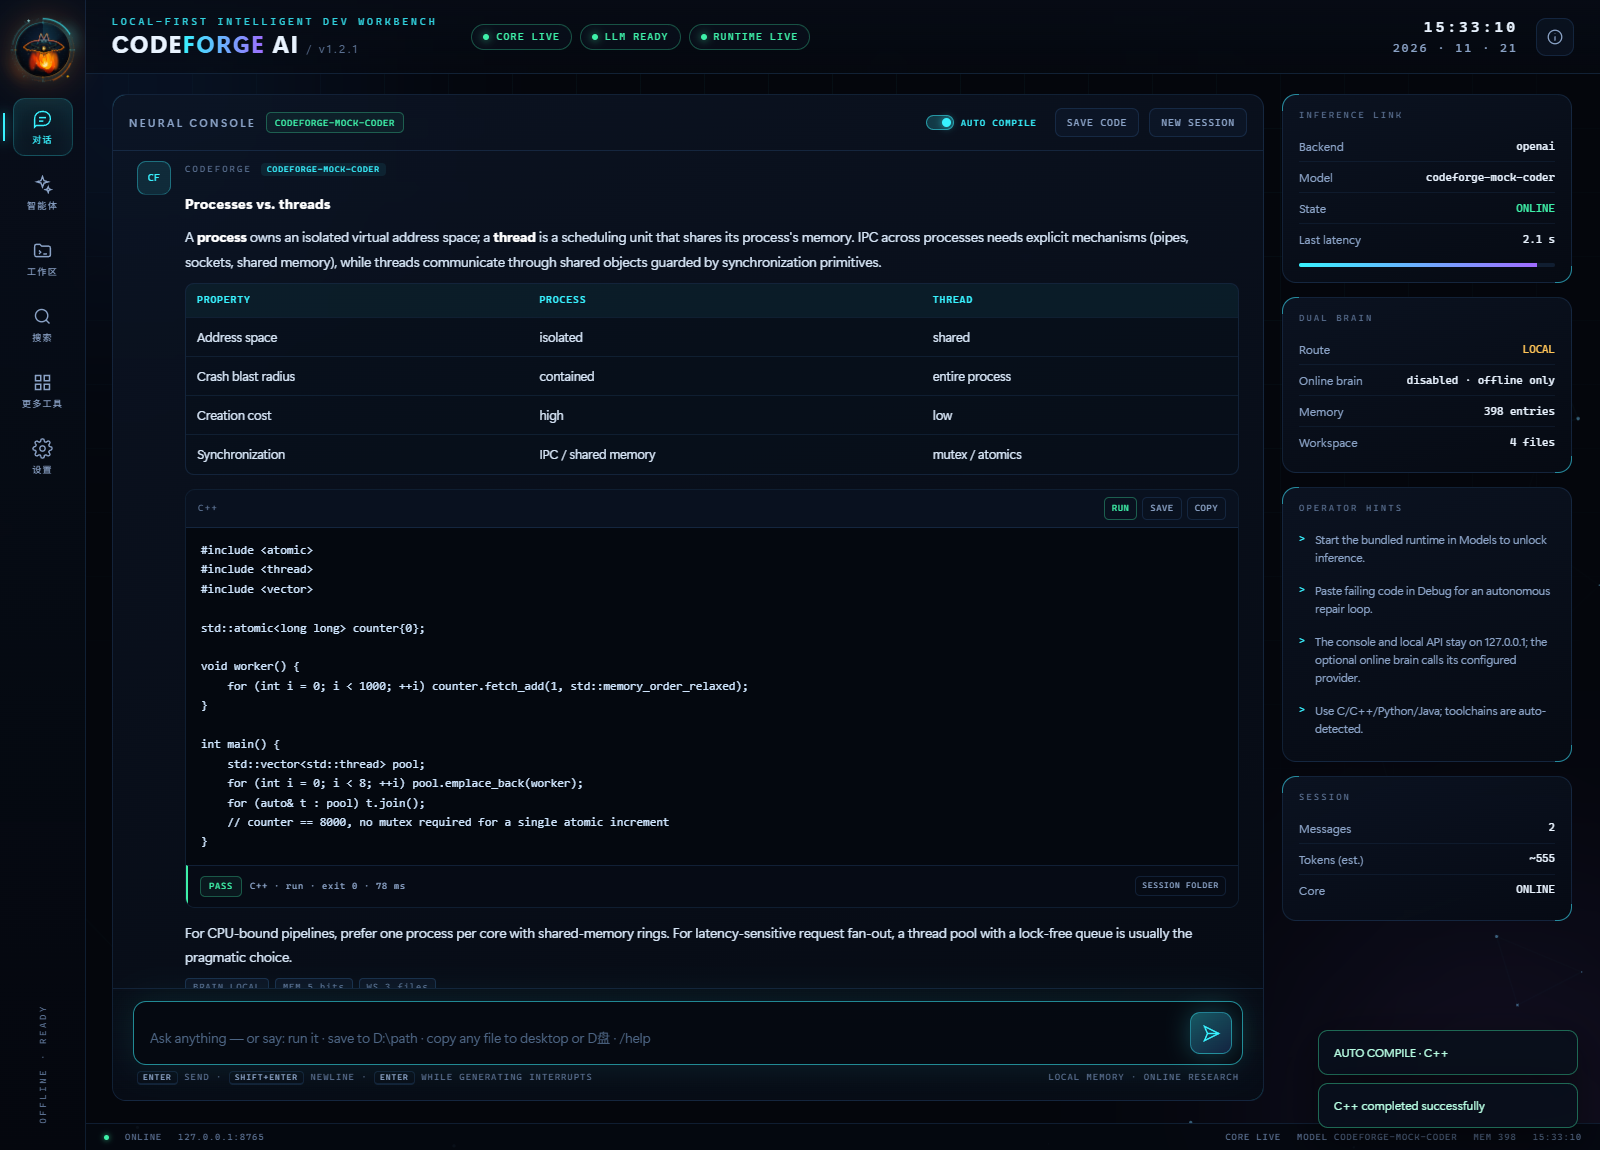 LOCAL-FIRST INTELLIGENT DEV WORKBENCH
CODEFORGE AI / v1.2.1
CORE LIVE
LLM READY
RUNTIME LIVE
15:33:10
2026 · 11 · 21
对话
智能体
工作区
搜索
更多工具
设置
OFFLINE · READY
NEURAL CONSOLE
CODEFORGE-MOCK-CODER
AUTO COMPILE
SAVE CODE
NEW SESSION
CF
CODEFORGE
CODEFORGE-MOCK-CODER
Processes vs. threads
A process owns an isolated virtual address space; a thread is a scheduling unit that shares its process's memory. IPC across processes needs explicit mechanisms (pipes,
sockets, shared memory), while threads communicate through shared objects guarded by synchronization primitives.
PROPERTY PROCESS THREAD
Address space isolated shared
Crash blast radius contained entire process
Creation cost high low
Synchronization IPC / shared memory mutex / atomics
C++
RUN
SAVE
COPY
#include <atomic>
#include <thread>
#include <vector>
std::atomic<long long> counter{0};
void worker() {
for (int i = 0; i < 1000; ++i) counter.fetch_add(1, std::memory_order_relaxed);
}
int main() {
std::vector<std::thread> pool;
for (int i = 0; i < 8; ++i) pool.emplace_back(worker);
for (auto& t : pool) t.join();
// counter == 8000, no mutex required for a single atomic increment
}
PASS
C++ · run · exit 0 · 78 ms
SESSION FOLDER
For CPU-bound pipelines, prefer one process per core with shared-memory rings. For latency-sensitive request fan-out, a thread pool with a lock-free queue is usually the
pragmatic choice.
BRAIN LOCAL
MEM 5 hits
WS 3 files
Ask anything — or say: run it · save to D:\path · copy any file to desktop or D盘 · /help
ENTER SEND · SHIFT+ENTER NEWLINE · ENTER WHILE GENERATING INTERRUPTS
LOCAL MEMORY · ONLINE RESEARCH
INFERENCE LINK
Backend openai
Model codeforge-mock-coder
State ONLINE
Last latency 2.1 s
DUAL BRAIN
Route LOCAL
Online brain disabled · offline only
Memory 398 entries
Workspace 4 files
OPERATOR HINTS
> Start the bundled runtime in Models to unlock
inference.
> Paste failing code in Debug for an autonomous
repair loop.
> The console and local API stay on 127.0.0.1; the
optional online brain calls its configured
provider.
> Use C/C++/Python/Java; toolchains are auto-
detected.
SESSION
Messages 2
Tokens (est.) ~555
Core ONLINE
AUTO COMPILE · C++
C++ completed successfully
ONLINE 127.0.0.1:8765
CORE LIVE MODEL CODEFORGE-MOCK-CODER MEM 398 15:33:10